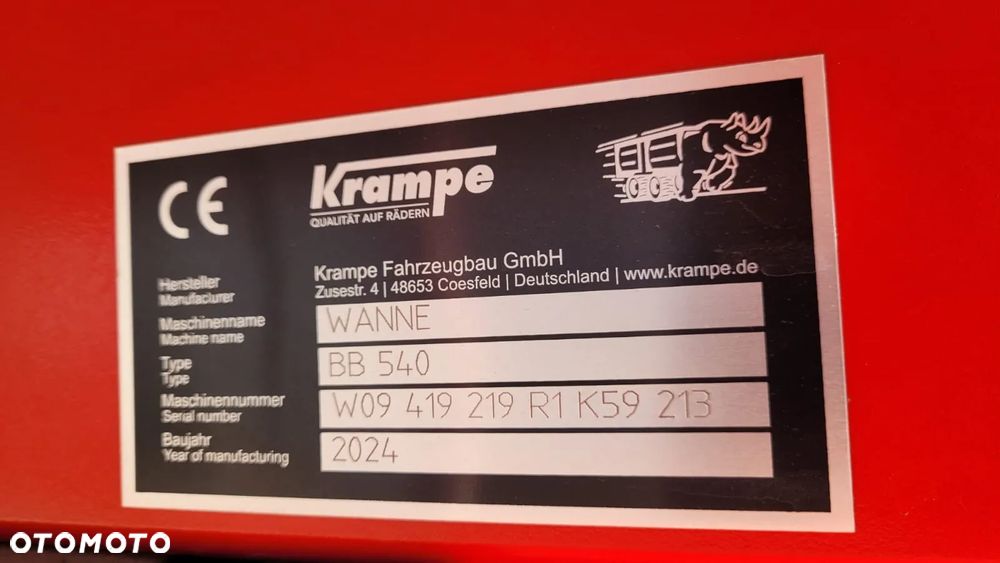 CE
Krampe
QUALITÄT AUF RÄDERN
Krampe Fahrzeugbau GmbH
Hersteller
Manufacturer
Zusestr. 4 | 48653 Coesfeld | Deutschland | www.krampe.de
Maschinenname
Machine name
WANNE
Type
Type
BB 540
Maschinennummer
Serial number
W09 419 219 R1 K59 213
Baujahr
Year of manufacturing
2024
OTOMOTO